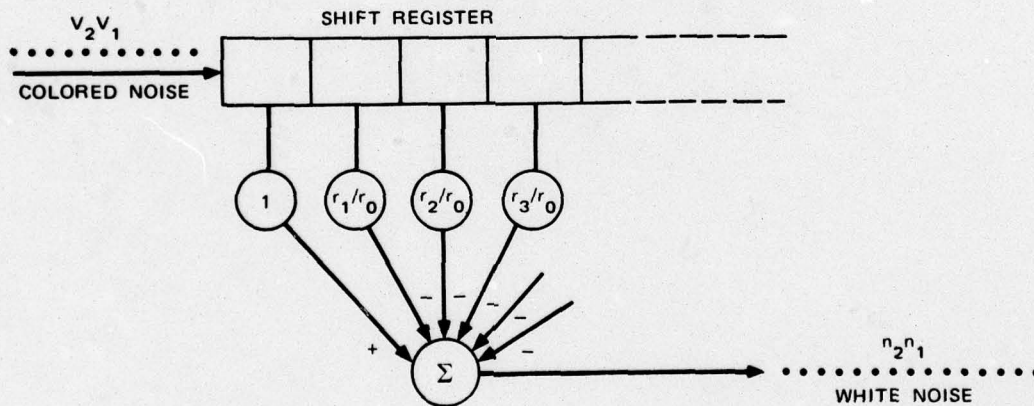 SHIFT REGISTER
V₂V₁
COLORED NOISE
1
r₁/r₀
r₂/r₀
r₃/r₀
− − − − −
+
Σ
n₂n₁
WHITE NOISE